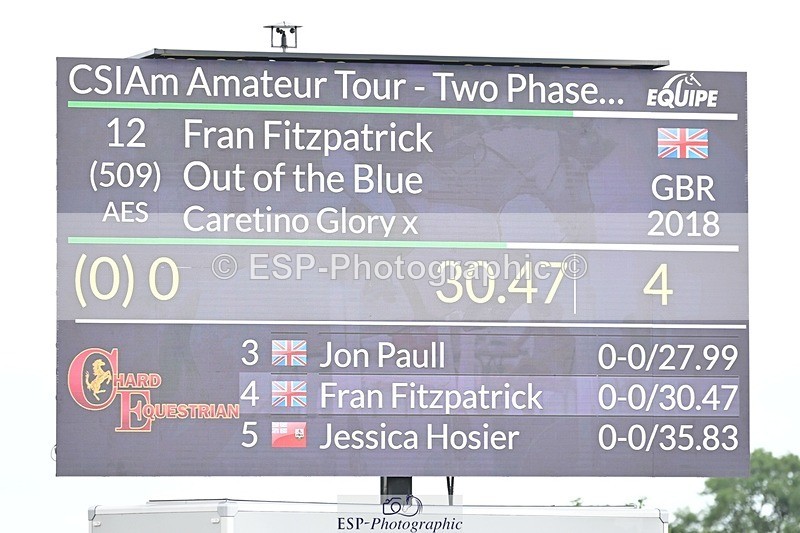 CSIAm Amateur Tour - Two Phase... EQUIPE
12 Fran Fitzpatrick
(509) Out of the Blue GBR
AES Caretino Glory x 2018
(0) 0 30.47 4
© ESP-Photographic ©
3 Jon Paull 0-0/27.99
4 Fran Fitzpatrick 0-0/30.47
5 Jessica Hosier 0-0/35.83
CHARD
EQUESTRIAN
ESP-Photographic